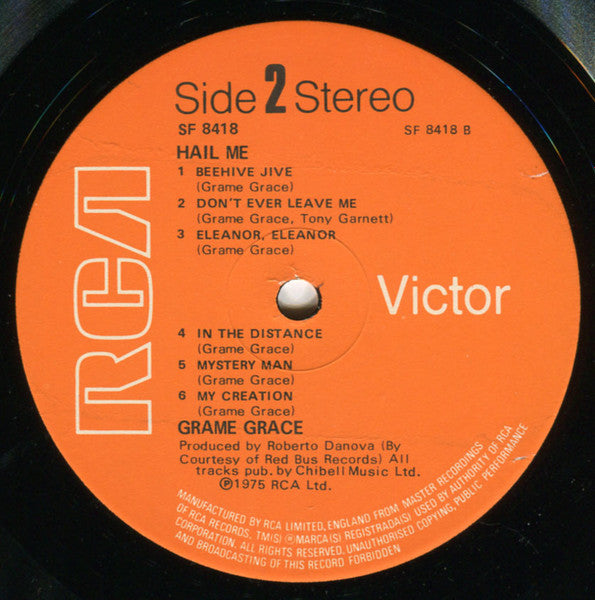 Side 2 Stereo
SF 8418
SF 8418 B
HAIL ME
1 BEEHIVE JIVE
(Grame Grace)
2 DON'T EVER LEAVE ME
(Grame Grace, Tony Garnett)
3 ELEANOR, ELEANOR
(Grame Grace)
RCA
Victor
4 IN THE DISTANCE
(Grame Grace)
5 MYSTERY MAN
(Grame Grace)
6 MY CREATION
(Grame Grace)
GRAME GRACE
Produced by Roberto Danova (By
Courtesy of Red Bus Records) All
tracks pub. by Chibell Music Ltd.
℗1975 RCA Ltd.
MANUFACTURED BY RCA LIMITED, ENGLAND FROM MASTER RECORDINGS
OF RCA RECORDS, TM(S) ® MARCA(S) REGISTRADA(S) USED BY AUTHORITY OF RCA
CORPORATION, ALL RIGHTS RESERVED, UNAUTHORISED COPYING, PUBLIC PERFORMANCE
AND BROADCASTING OF THIS RECORD FORBIDDEN